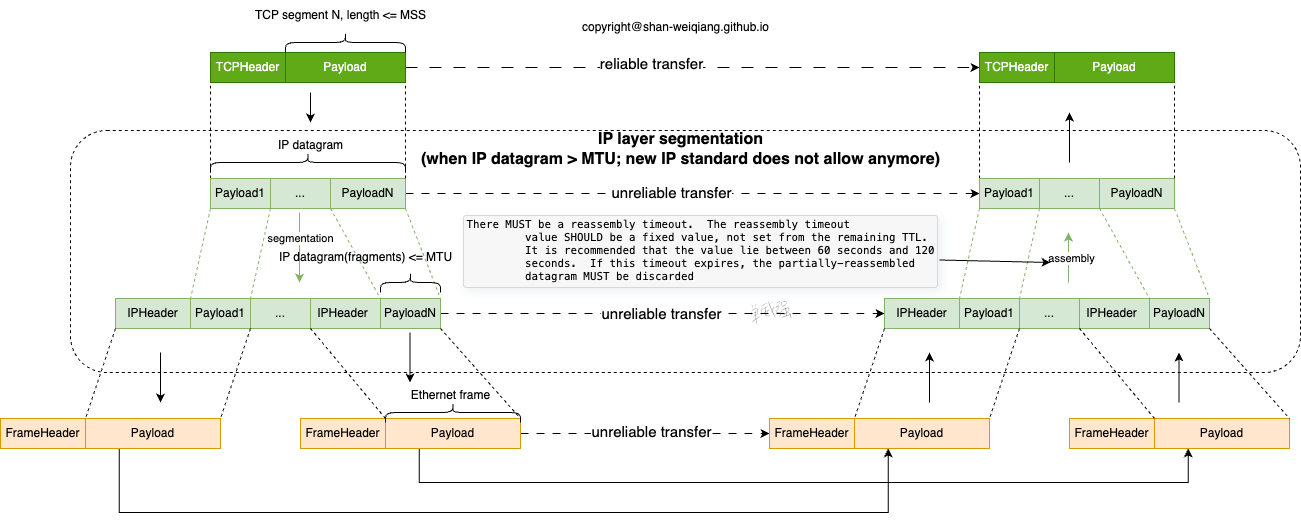 TCP segment N, length <= MSS
copyright@shan-weiqiang.github.io
TCPHeader Payload reliable transfer TCPHeader Payload
IP layer segmentation
IP datagram
(when IP datagram > MTU; new IP standard does not allow anymore)
Payload1 ... PayloadN unreliable transfer Payload1 ... PayloadN
There MUST be a reassembly timeout. The reassembly timeout
value SHOULD be a fixed value, not set from the remaining TTL.
It is recommended that the value lie between 60 seconds and 120
seconds. If this timeout expires, the partially-reassembled
datagram MUST be discarded
segmentation
IP datagram(fragments) <= MTU
assembly
IPHeader Payload1 ... IPHeader PayloadN unreliable transfer IPHeader Payload1 ... IPHeader PayloadN
Ethernet frame
FrameHeader Payload FrameHeader Payload unreliable transfer FrameHeader Payload FrameHeader Payload